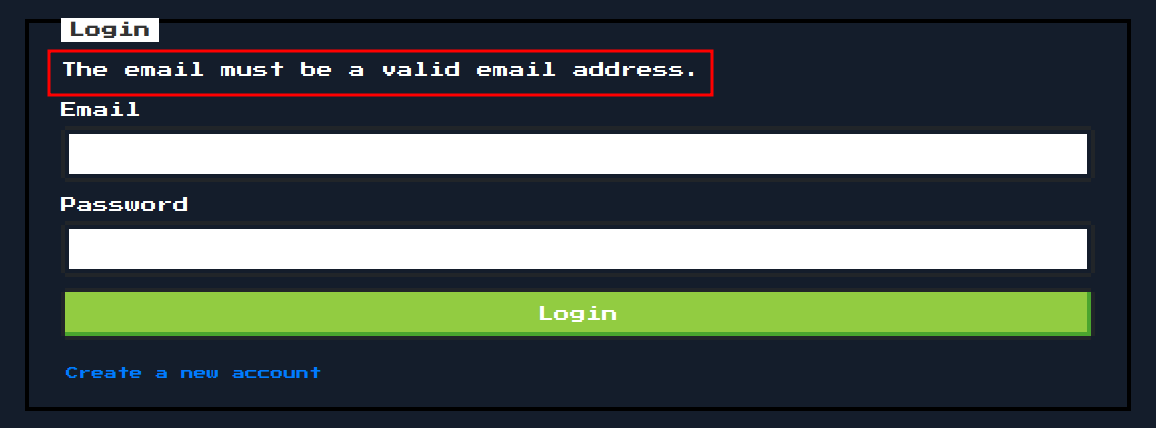 Login
The email must be a valid email address.
Email
Password
Login
Create a new account